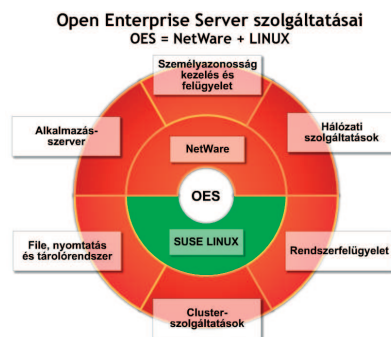 Open Enterprise Server szolgáltatásai
OES = NetWare + LINUX
Személyazonosság
kezelés és
felügyelet
Alkalmazás-
szerver
Hálózati
szolgáltatások
NetWare
OES
SUSE LINUX
File, nyomtatás
és tárolórendszer
Rendszerfelügyelet
Cluster-
szolgáltatások